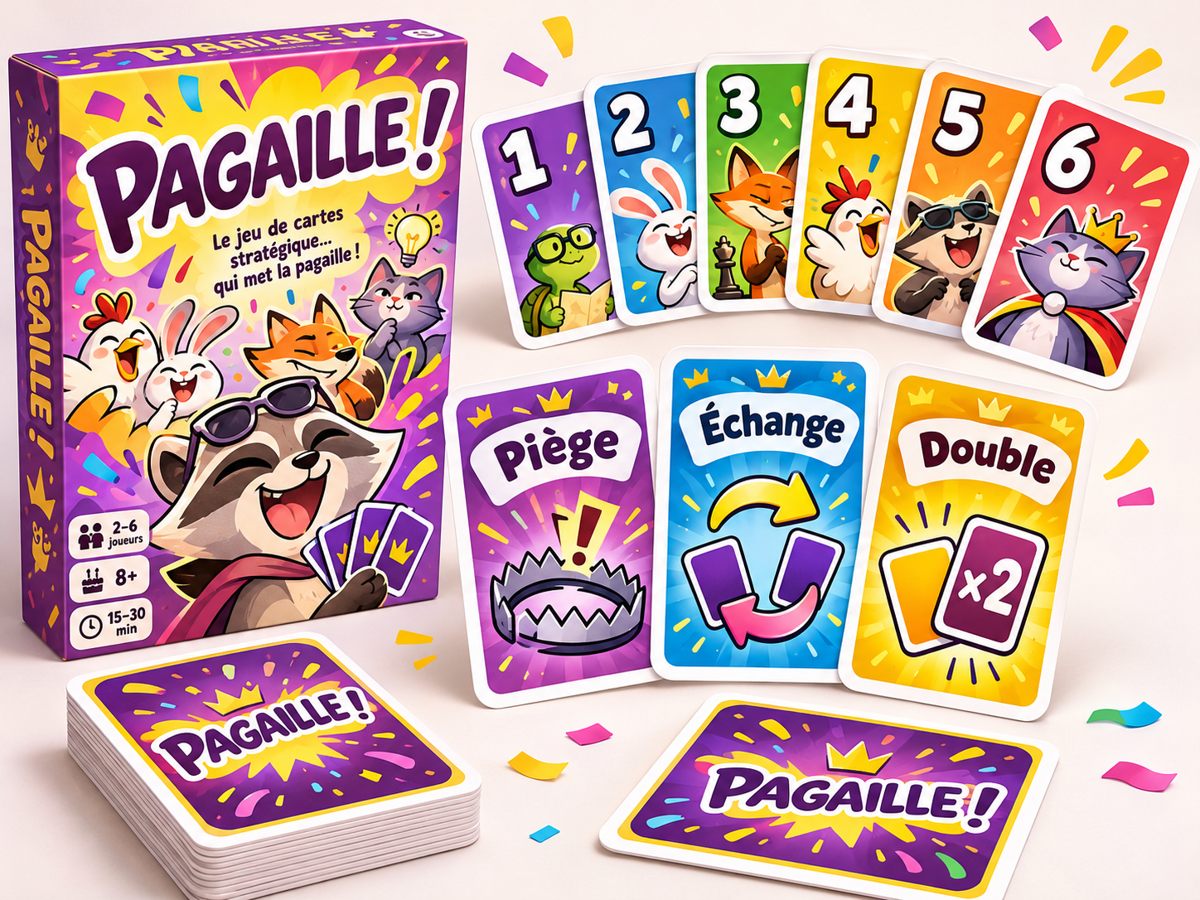 PAGAILLE !
Le jeu de cartes
stratégique...
qui met la pagaille !
PAGAILLE !
2-6
joueurs
8+
15-30
min
1
2
3
4
5
6
Piège
!
Échange
Double
x2
PAGAILLE !
PAGAILLE !